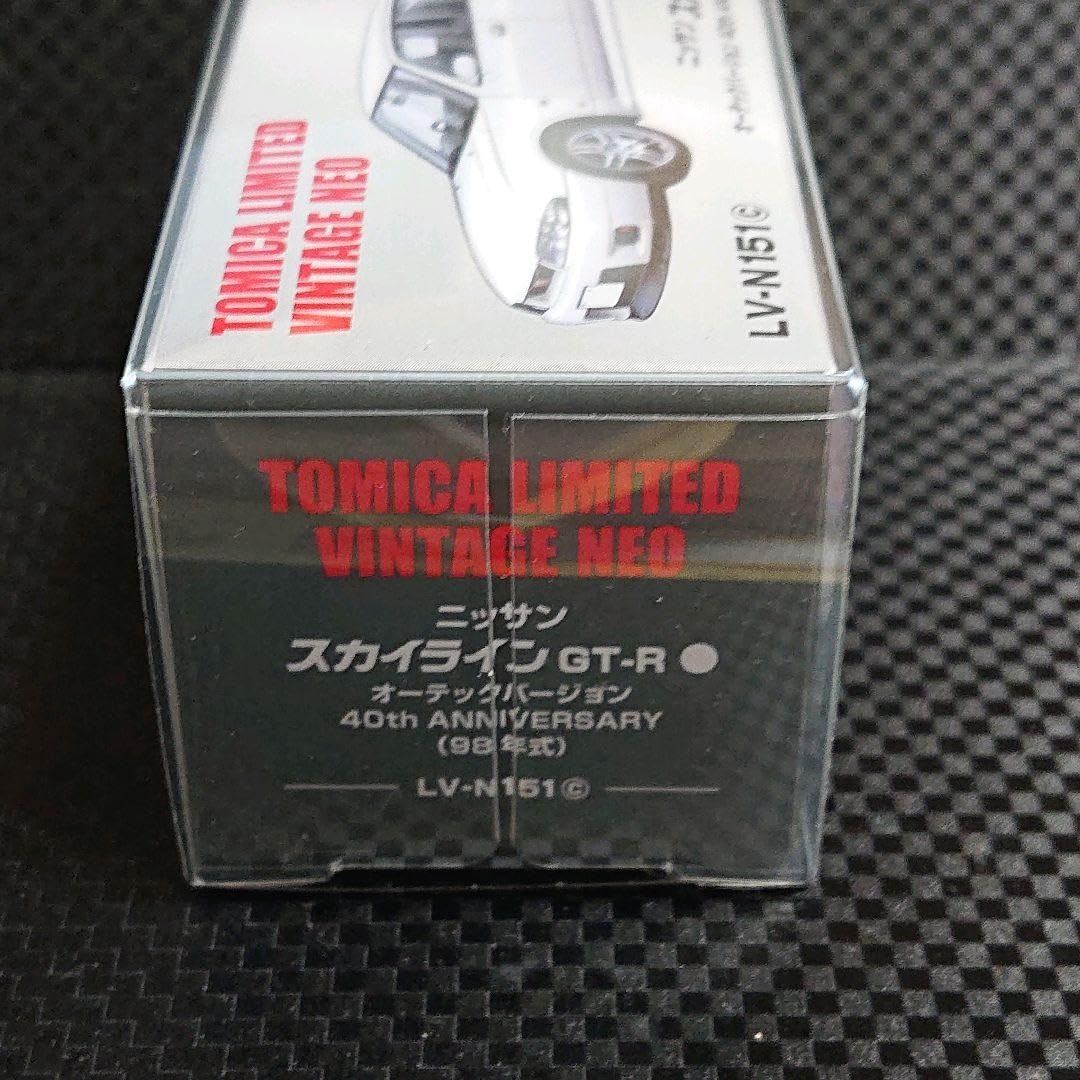 TOMICA LIMITED
VINTAGE NEO
LV-N151©
TOMICA LIMITED
VINTAGE NEO
ニッサン
スカイライン GT-R ●
オーテックバージョン
40th ANNIVERSARY
(98年式)
LV-N151©